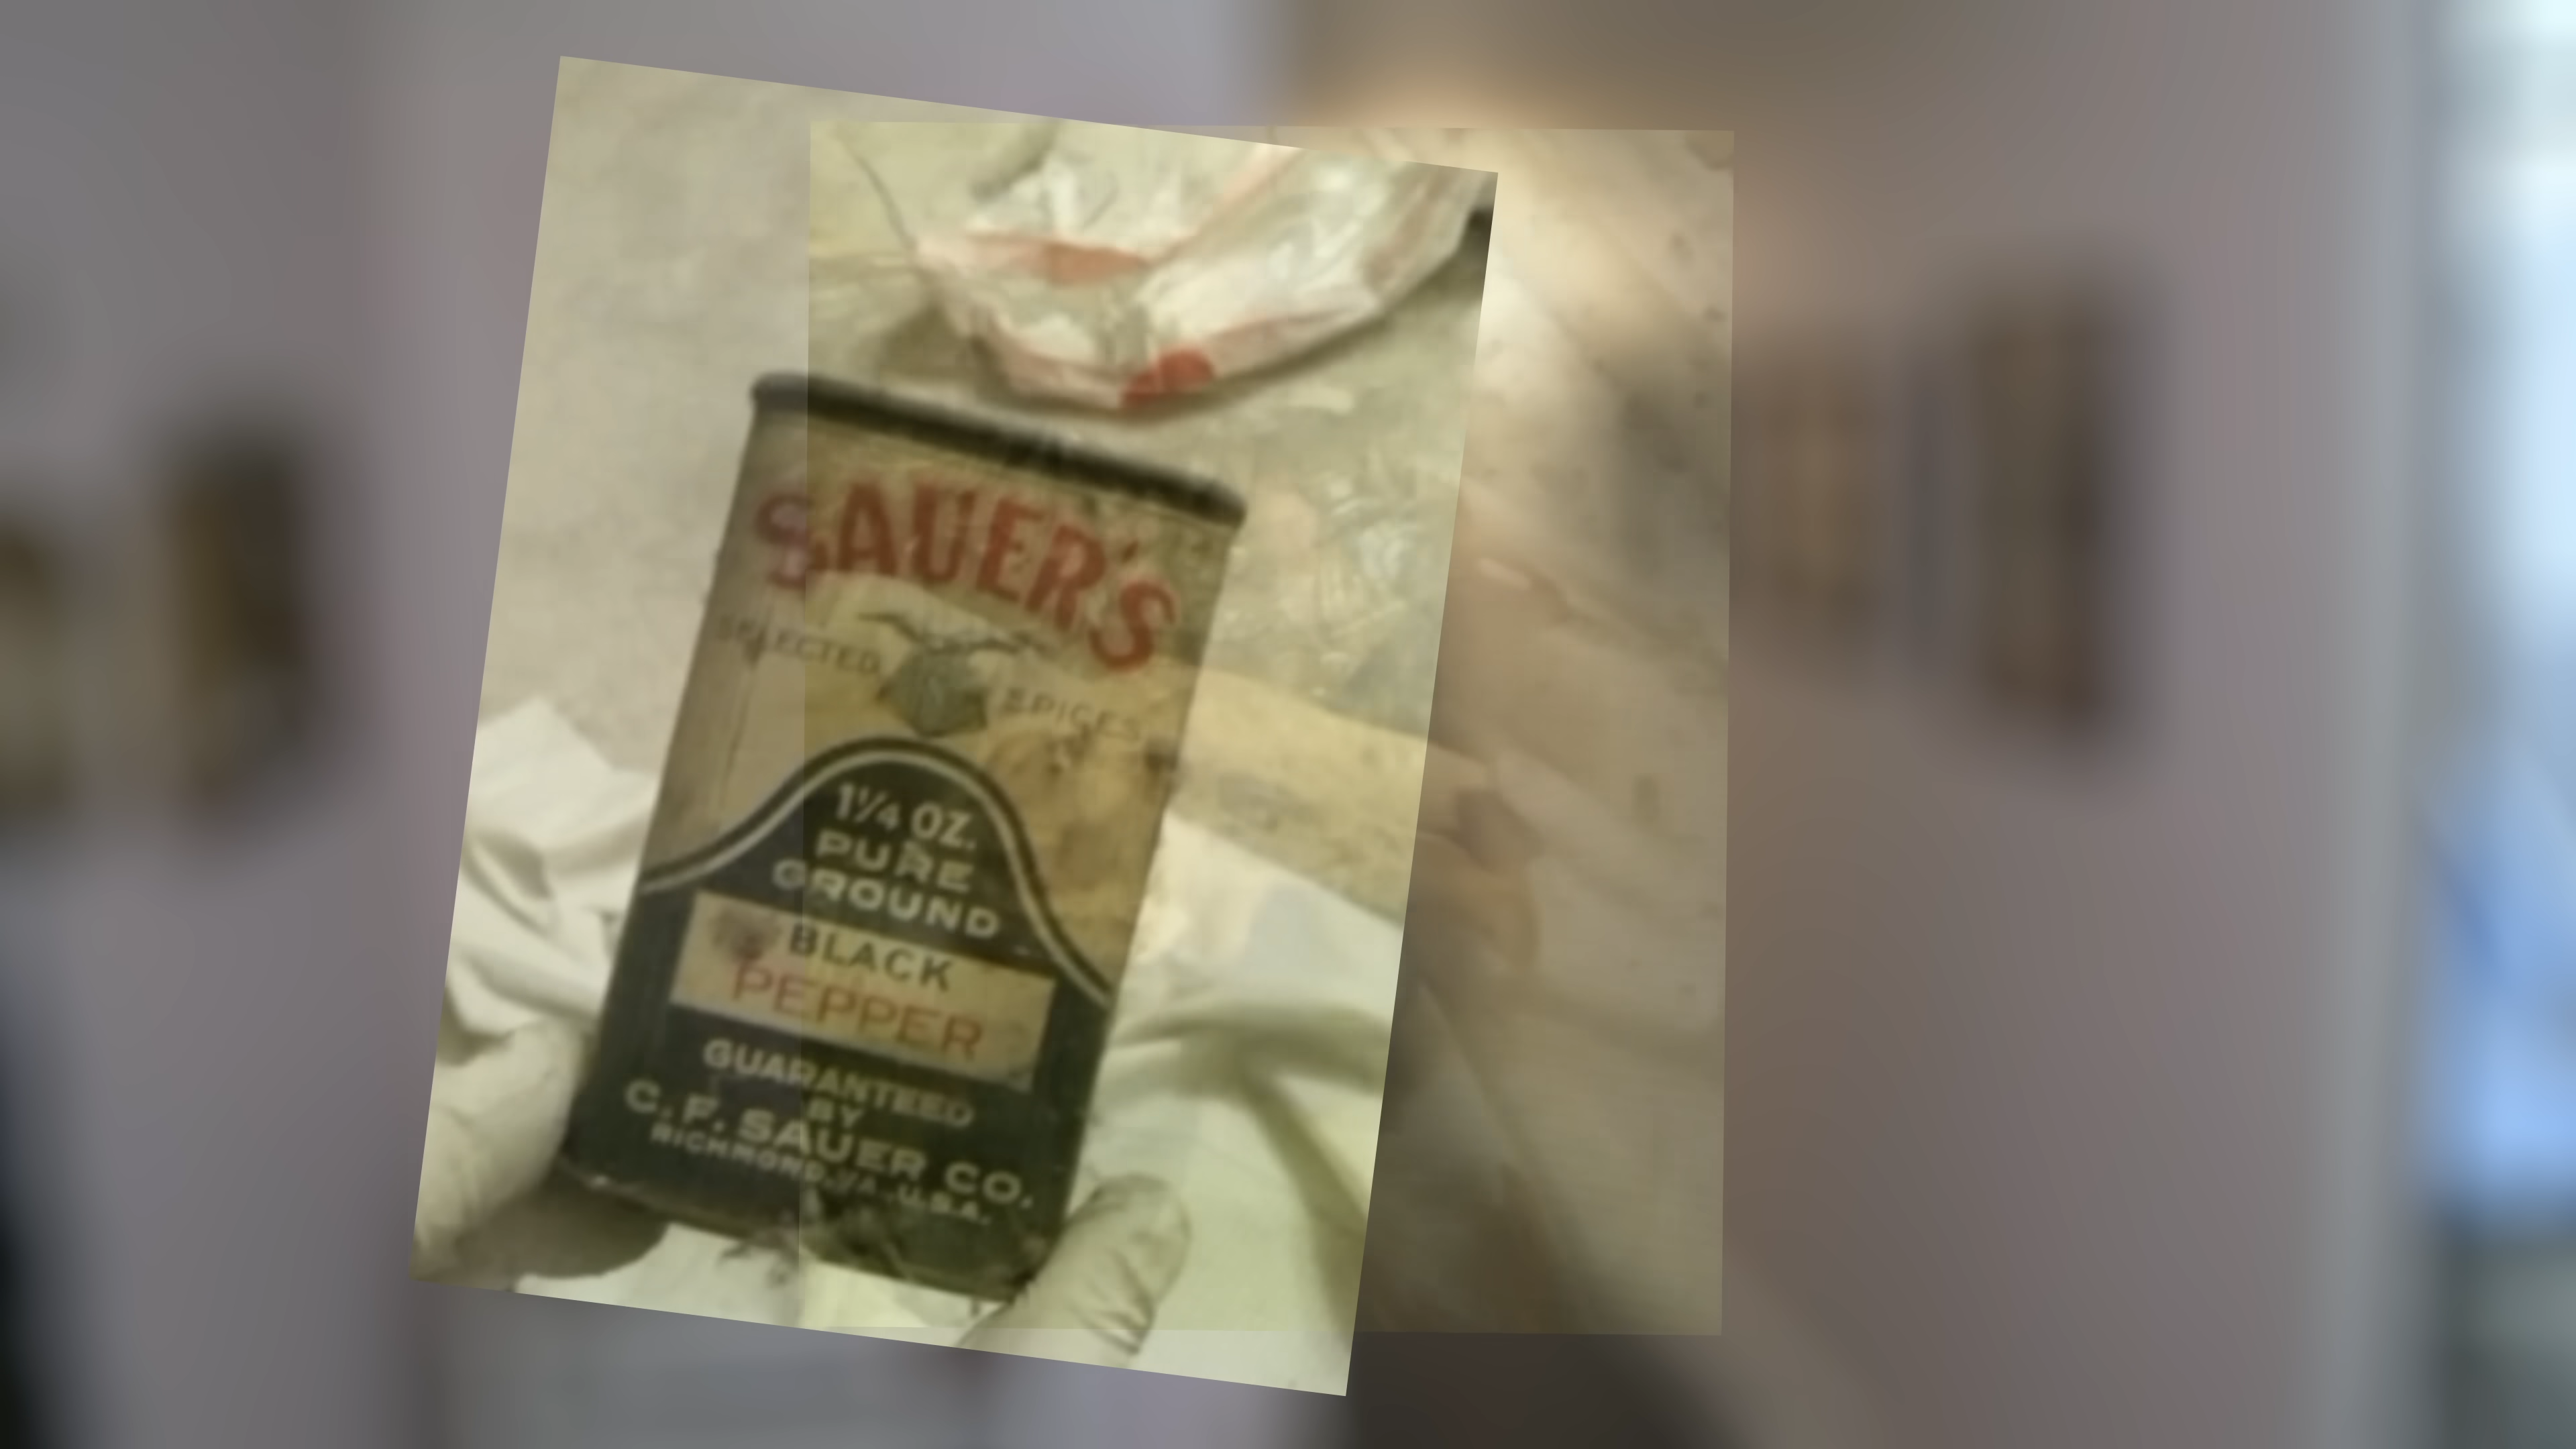 SAUER'S
SELECTED SPICES
1¼ OZ.
PURE
GROUND
BLACK
PEPPER
GUARANTEED
BY
C.F. SAUER CO.
RICHMOND, VA. U.S.A.